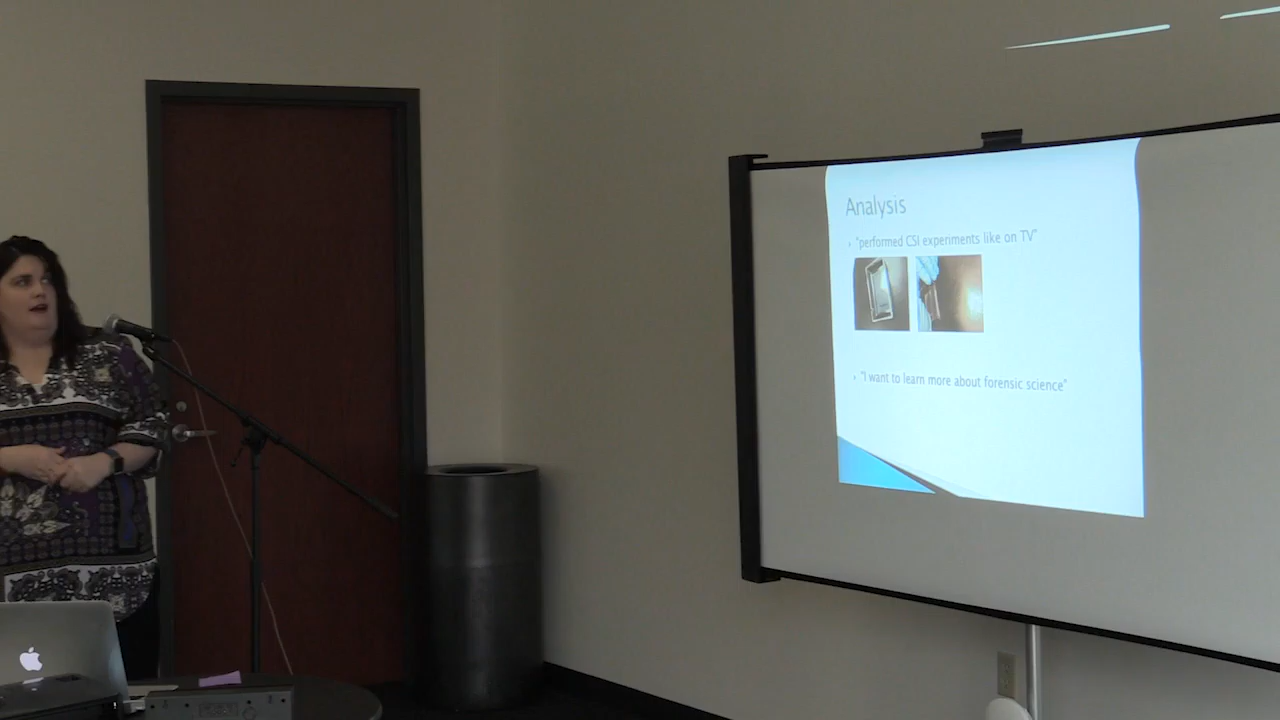 Analysis
"performed CSI experiments like on TV"
"I want to learn more about forensic science"